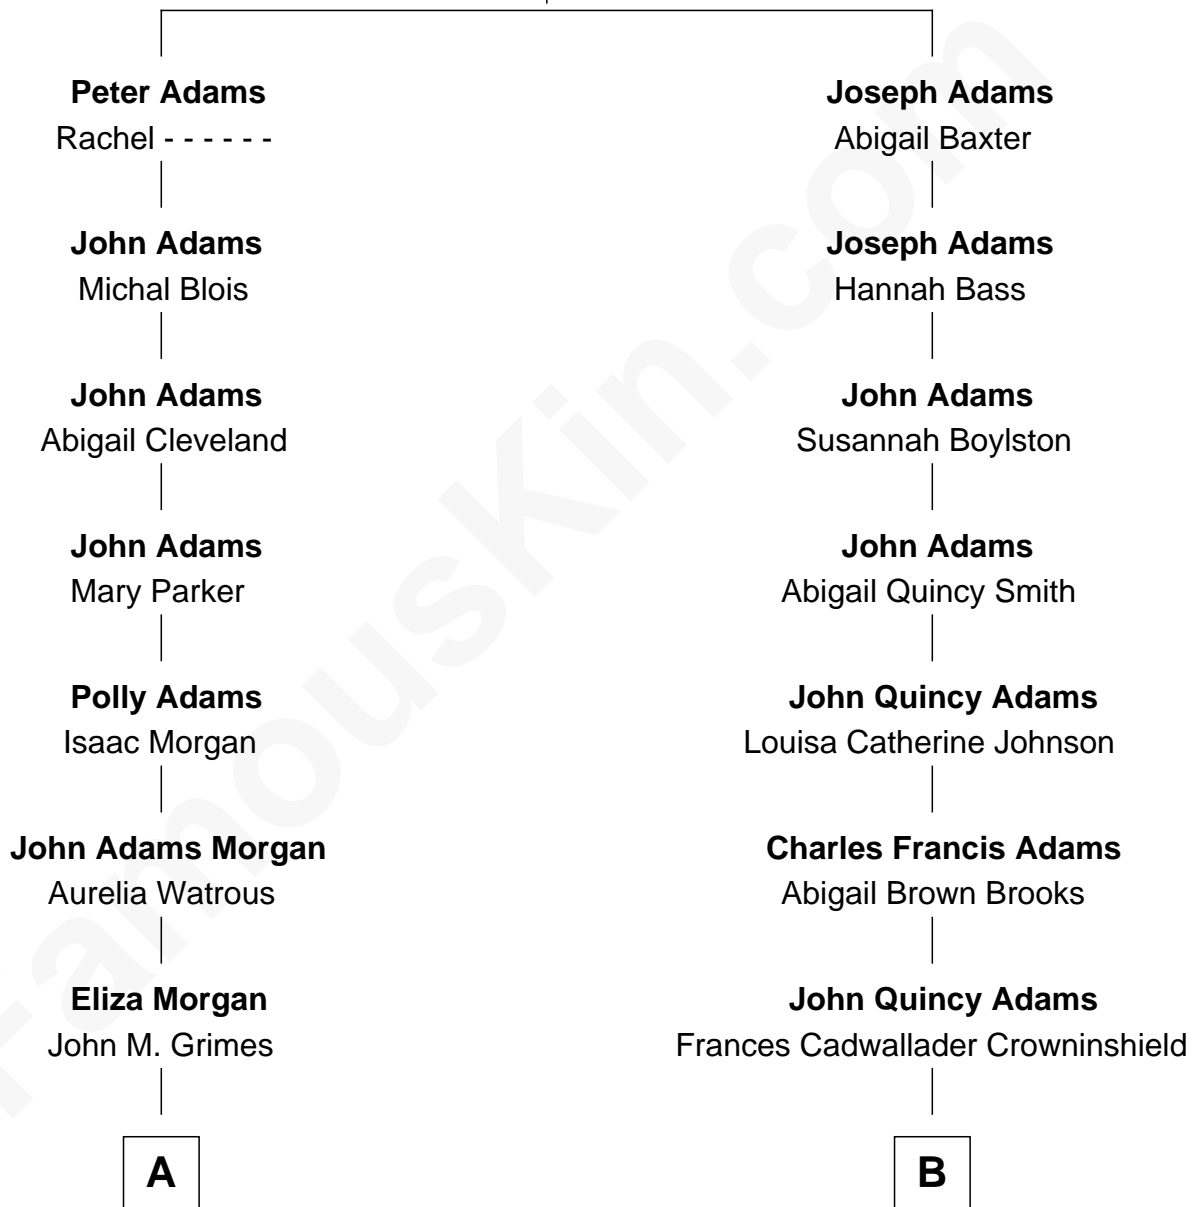 Peter Adams
Rachel - - - - - -
John Adams
Michal Blois
John Adams
Abigail Cleveland
John Adams
Mary Parker
Polly Adams
Isaac Morgan
John Adams Morgan
Aurelia Watrous
Eliza Morgan
John M. Grimes
A
Joseph Adams
Abigail Baxter
Joseph Adams
Hannah Bass
John Adams
Susannah Boylston
John Adams
Abigail Quincy Smith
John Quincy Adams
Louisa Catherine Johnson
Charles Francis Adams
Abigail Brown Brooks
John Quincy Adams
Frances Cadwallader Crowninshield
B
FamousKin.com